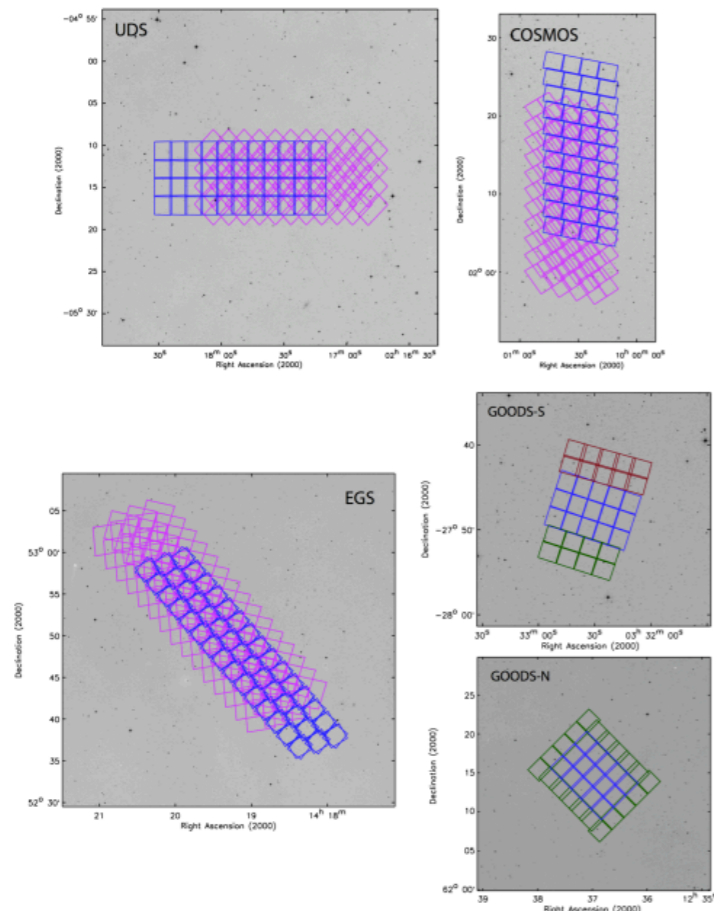 UDS
−04° 55'
00
05
10
15
20
25
−05° 30'
Declination (2000)
30s
18m 00s
30s
17m 00s
02h 16m 30s
Right Ascension (2000)
COSMOS
30
20
10
02° 00'
Declination (2000)
01m 00s
30s
10h 00m 00s
Right Ascension (2000)
EGS
05
53° 00'
55
50
45
40
35
52° 30'
Declination (2000)
21
20
19
14h 18m
Right Ascension (2000)
GOODS-S
40
−27° 50
−28° 00'
Declination (2000)
30s
33m 00s
30s
03h 32m 00s
Right Ascension (2000)
GOODS-N
25
20
15
10
05
62° 00'
Declination (2000)
39
38
37
36
12h 35m
Right Ascension (2000)